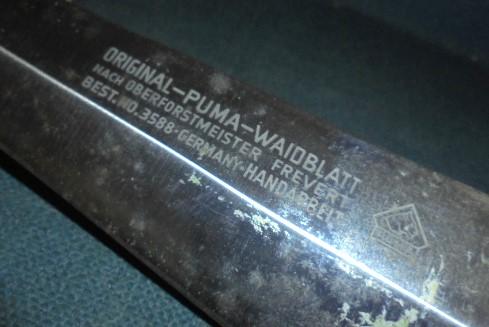 ORIGINAL-PUMA-WAIDBLATT
NACH OBERFORSTMEISTER FREVERT
BEST.NO.3588·GERMANY·HANDARBEIT